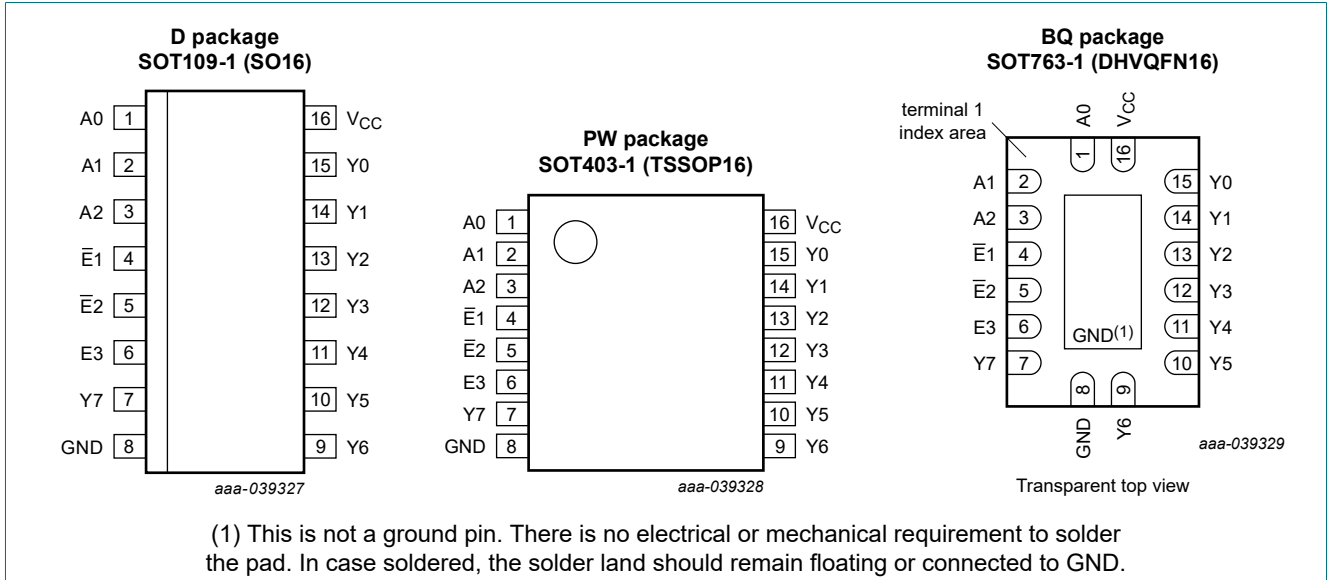 D package
SOT109-1 (SO16)
A0 1
A1 2
A2 3
E̅1 4
E̅2 5
E3 6
Y7 7
GND 8
16 VCC
15 Y0
14 Y1
13 Y2
12 Y3
11 Y4
10 Y5
9 Y6
aaa-039327
PW package
SOT403-1 (TSSOP16)
A0 1
A1 2
A2 3
E̅1 4
E̅2 5
E3 6
Y7 7
GND 8
16 VCC
15 Y0
14 Y1
13 Y2
12 Y3
11 Y4
10 Y5
9 Y6
aaa-039328
BQ package
SOT763-1 (DHVQFN16)
terminal 1
index area
A0 1
VCC 16
A1 2
A2 3
E̅1 4
E̅2 5
E3 6
Y7 7
15 Y0
14 Y1
13 Y2
12 Y3
11 Y4
10 Y5
GND(1)
8 GND
9 Y6
aaa-039329
Transparent top view
(1) This is not a ground pin. There is no electrical or mechanical requirement to solder
the pad. In case soldered, the solder land should remain floating or connected to GND.